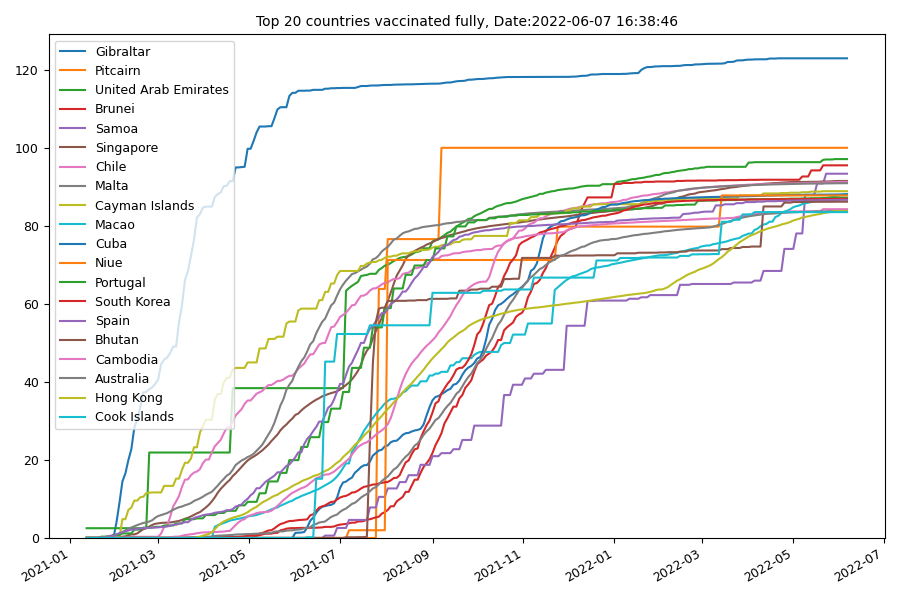 Top 20 countries vaccinated fully, Date:2022-06-07 16:38:46
Gibraltar
Pitcairn
United Arab Emirates
Brunei
Samoa
Singapore
Chile
Malta
Cayman Islands
Macao
Cuba
Niue
Portugal
South Korea
Spain
Bhutan
Cambodia
Australia
Hong Kong
Cook Islands
120
100
80
60
40
20
0
2021-01
2021-03
2021-05
2021-07
2021-09
2021-11
2022-01
2022-03
2022-05
2022-07